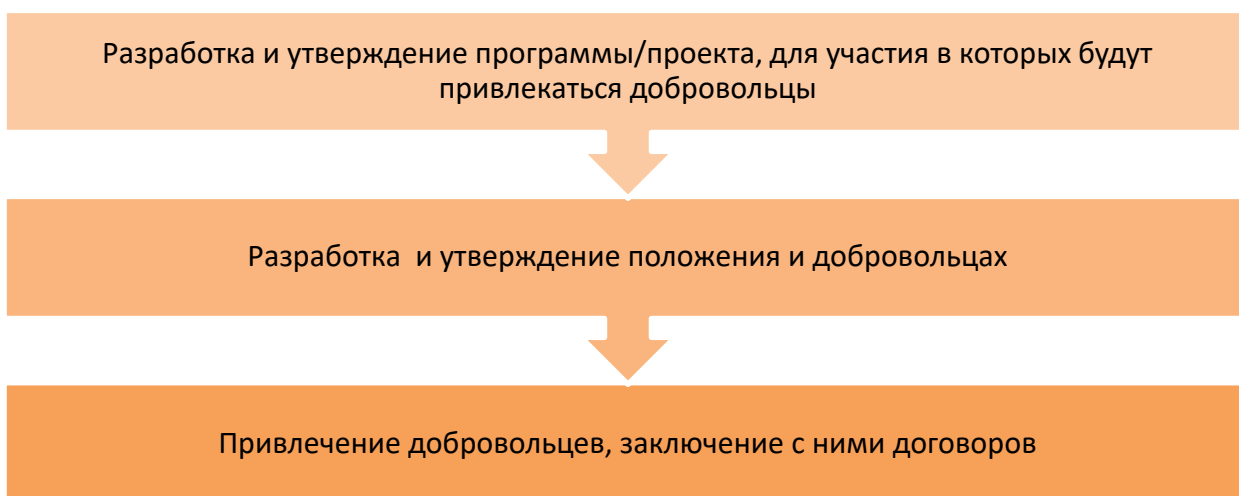 Разработка и утверждение программы/проекта, для участия в которых будут
привлекаться добровольцы
Разработка  и утверждение положения и добровольцах
Привлечение добровольцев, заключение с ними договоров